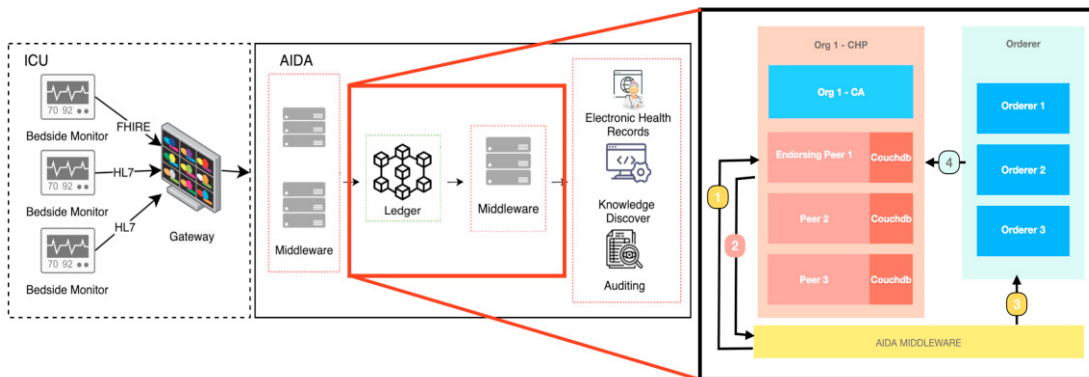 ICU
70 92
Bedside Monitor
FHIRE
70 92
Bedside Monitor
HL7
70 92
Bedside Monitor
HL7
Gateway
AIDA
Middleware
Ledger
Middleware
Electronic Health
Records
Knowledge
Discover
Auditing
Org 1 - CHP
Org 1 - CA
Endorsing Peer 1
Couchdb
Peer 2
Couchdb
Peer 3
Couchdb
Orderer
Orderer 1
Orderer 2
Orderer 3
1
2
3
4
AIDA MIDDLEWARE